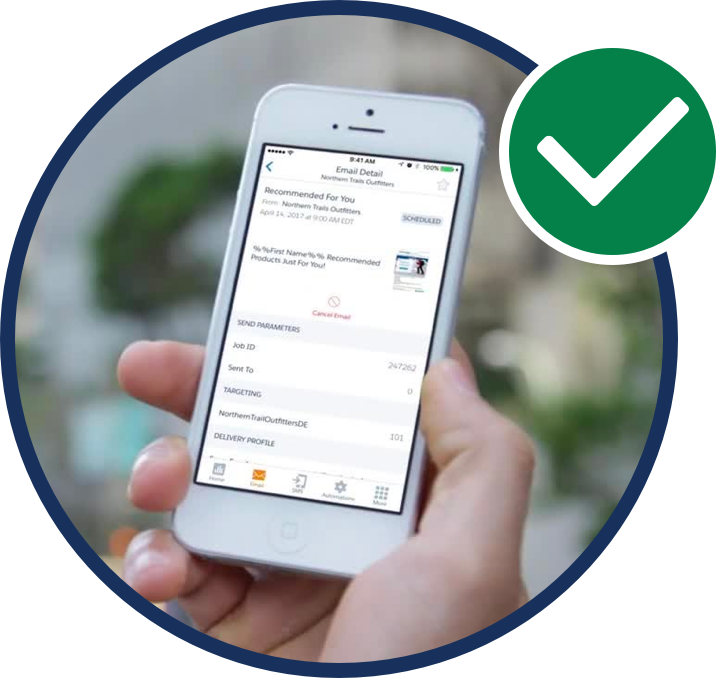 9:41 AM 100%
Email Detail
Northern Trails Outfitters
Recommended For You
From: Northern Trails Outfitters
April 14, 2017 at 9:00 AM EDT
SCHEDULED
%%First Name%% Recommended
Products Just For You!
Cancel Email
SEND PARAMETERS
Job ID 247262
Sent To 0
TARGETING
NorthernTrailOutfittersDE 101
DELIVERY PROFILE
Home Email SMS Automations More